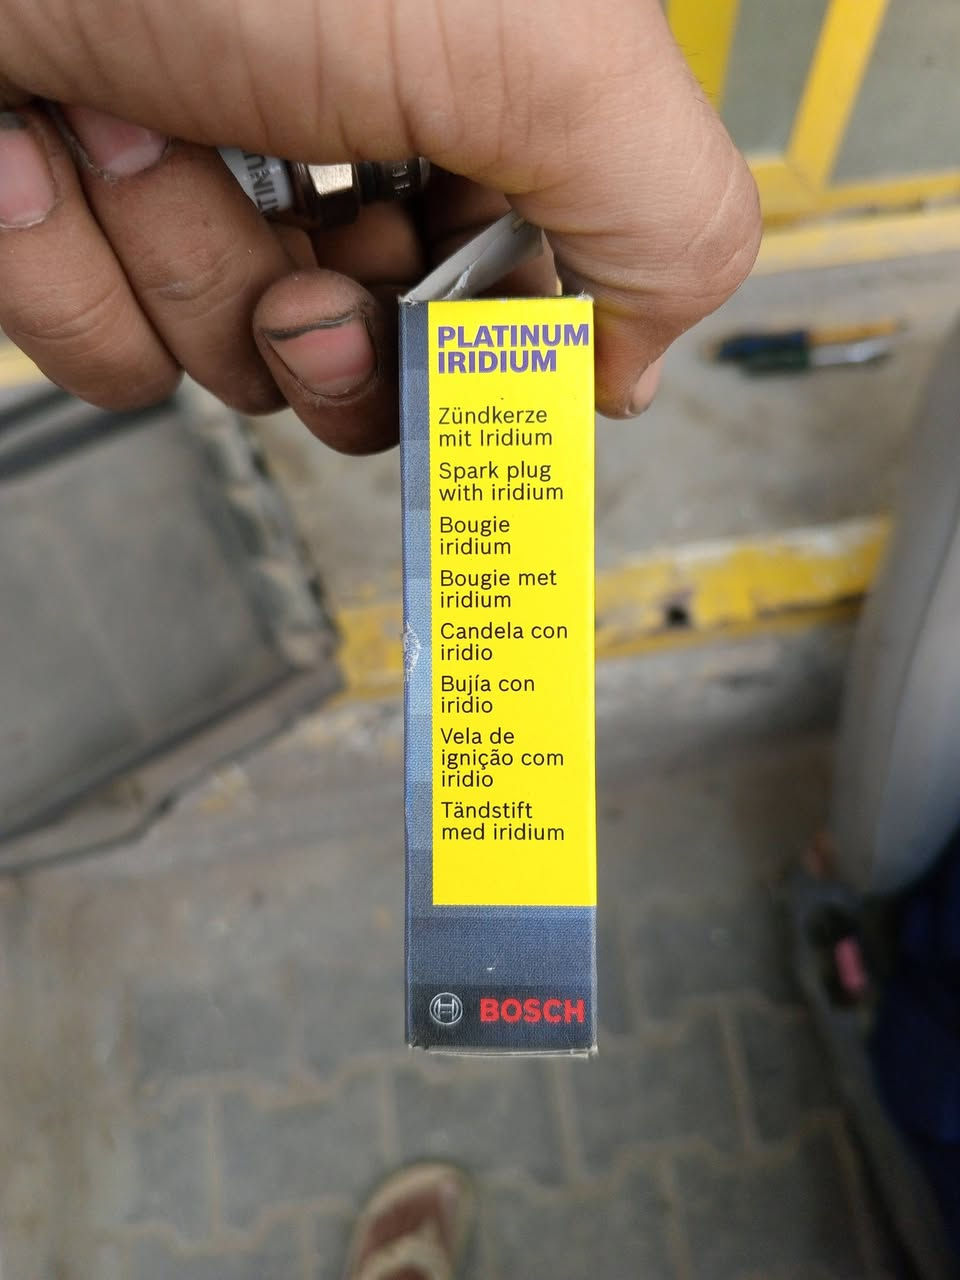 PLATINUM
IRIDIUM
Zündkerze
mit Iridium
Spark plug
with iridium
Bougie
iridium
Bougie met
iridium
Candela con
iridio
Bujía con
iridio
Vela de
ignição com
iridio
Tändstift
med iridium
BOSCH